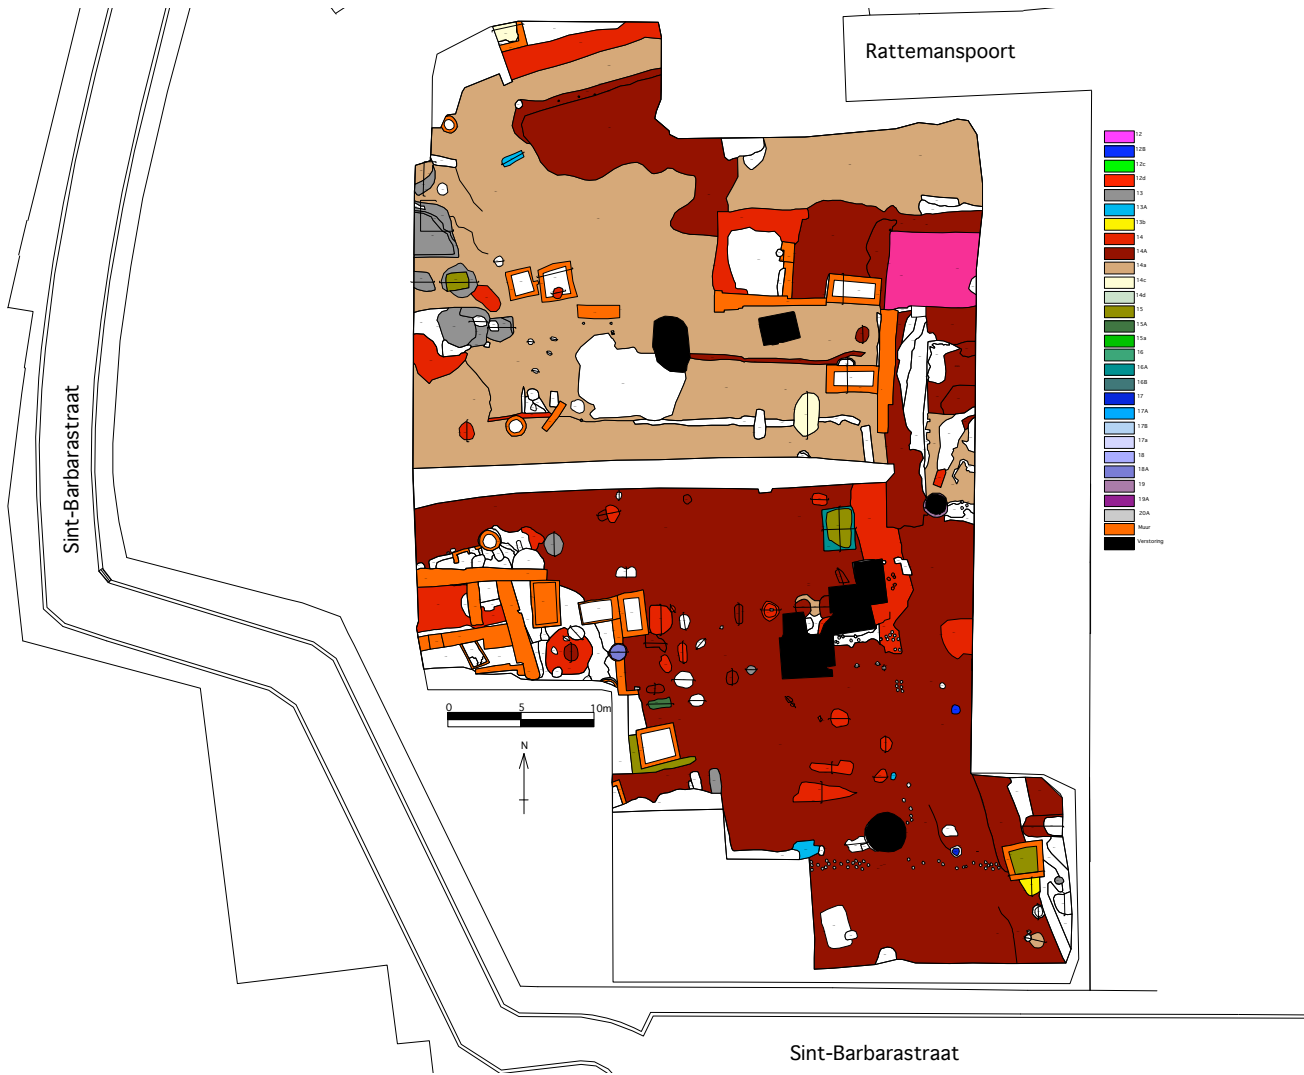 Rattemanspoort
12
12B
12c
12d
13
13A
13b
14
14A
14a
14c
14d
15
15A
15a
16
16A
16B
17
17A
17B
17a
18
18A
19
19A
20A
Muur
Verstoring
Sint-Barbarastraat
0 5 10m
N
Sint-Barbarastraat